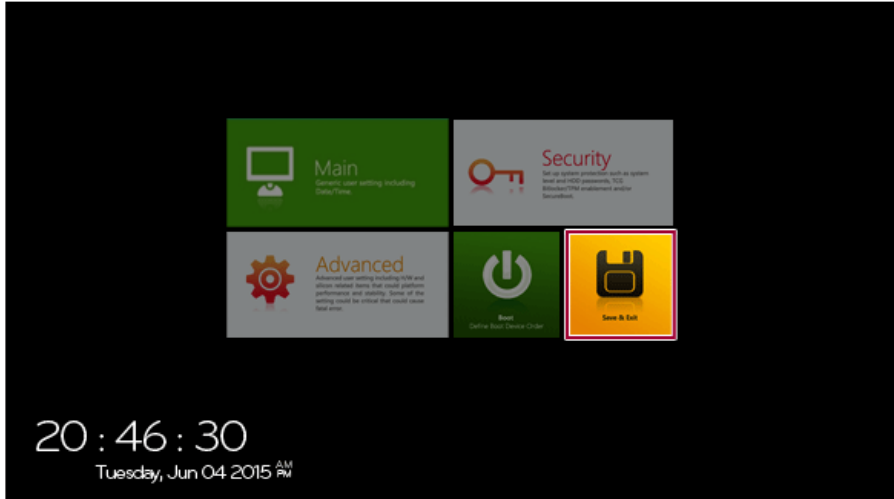 Main
Generic user setting including
Date/Time.
Security
Set up system protection such as system
level and HDD passwords, TCG
Bitlocker/TPM enablement and/or
SecureBoot.
Advanced
Advanced user setting including H/W and
silicon related items that could platform
performance and stability. Some of the
setting could be critical that could cause
fatal error.
Boot
Define Boot Device Order
Save & Exit
20 : 46 : 30
Tuesday, Jun 04 2015 AM
PM